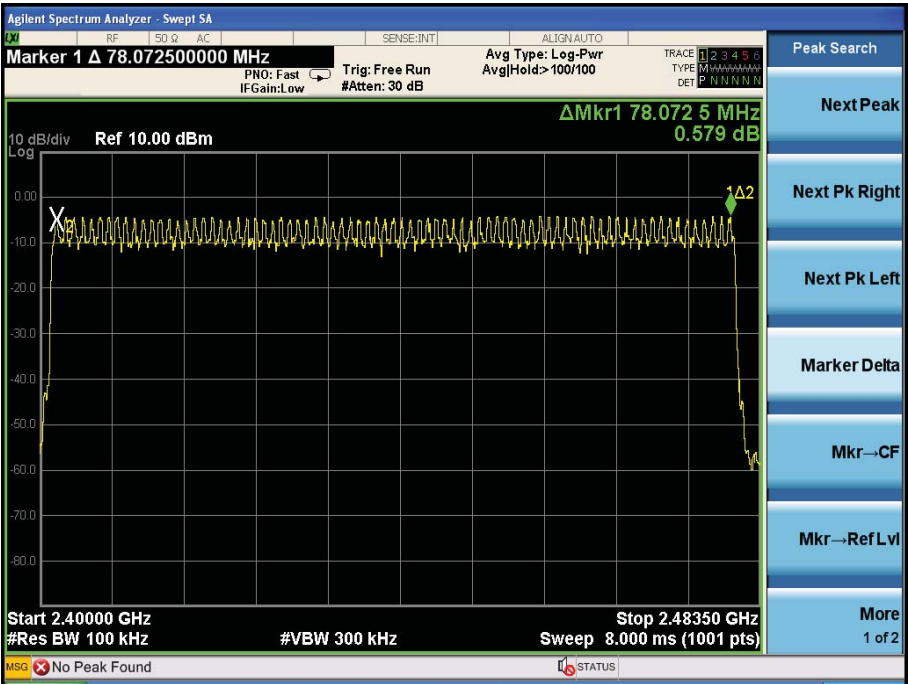 Agilent Spectrum Analyzer - Swept SA
LXI RF 50 Ω AC SENSE:INT ALIGN AUTO
Marker 1 Δ 78.072500000 MHz
PNO: Fast
IFGain:Low
Trig: Free Run
#Atten: 30 dB
Avg Type: Log-Pwr
Avg|Hold:>100/100
TRACE 1 2 3 4 5 6
TYPE M
DET P N N N N N
Peak Search
Next Peak
Next Pk Right
Next Pk Left
Marker Delta
Mkr→CF
Mkr→Ref Lvl
More
1 of 2
ΔMkr1 78.072 5 MHz
0.579 dB
10 dB/div Ref 10.00 dBm
Log
0.00
-10.0
-20.0
-30.0
-40.0
-50.0
-60.0
-70.0
-80.0
X2
1Δ2
Start 2.40000 GHz Stop 2.48350 GHz
#Res BW 100 kHz #VBW 300 kHz Sweep 8.000 ms (1001 pts)
MSG No Peak Found STATUS